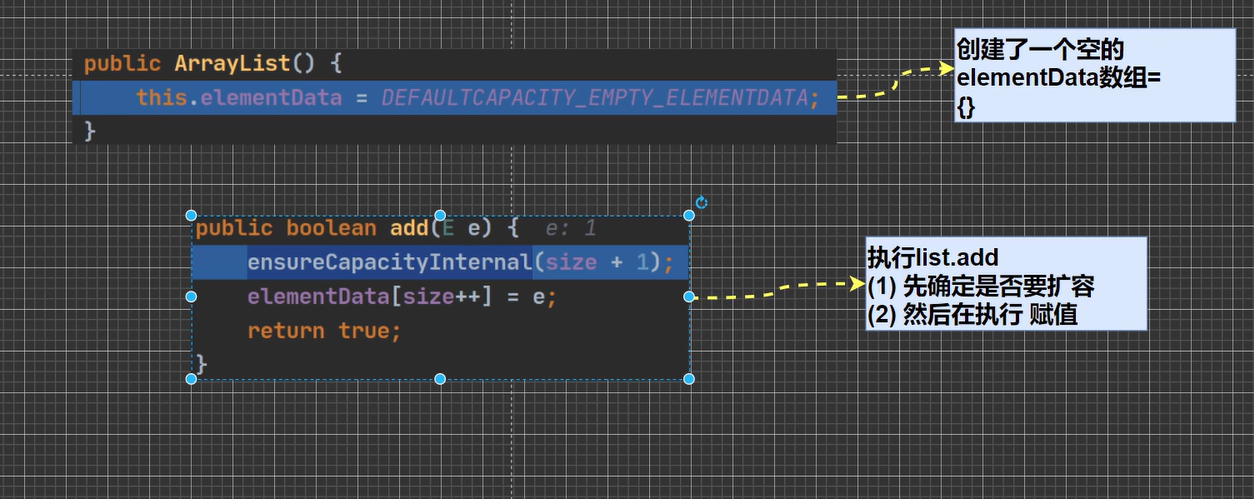 public ArrayList() {
this.elementData = DEFAULTCAPACITY_EMPTY_ELEMENTDATA;
}
创建了一个空的
elementData数组=
{}
public boolean add(E e) { e: 1
ensureCapacityInternal(size + 1);
elementData[size++] = e;
return true;
}
执行list.add
(1) 先确定是否要扩容
(2) 然后在执行 赋值